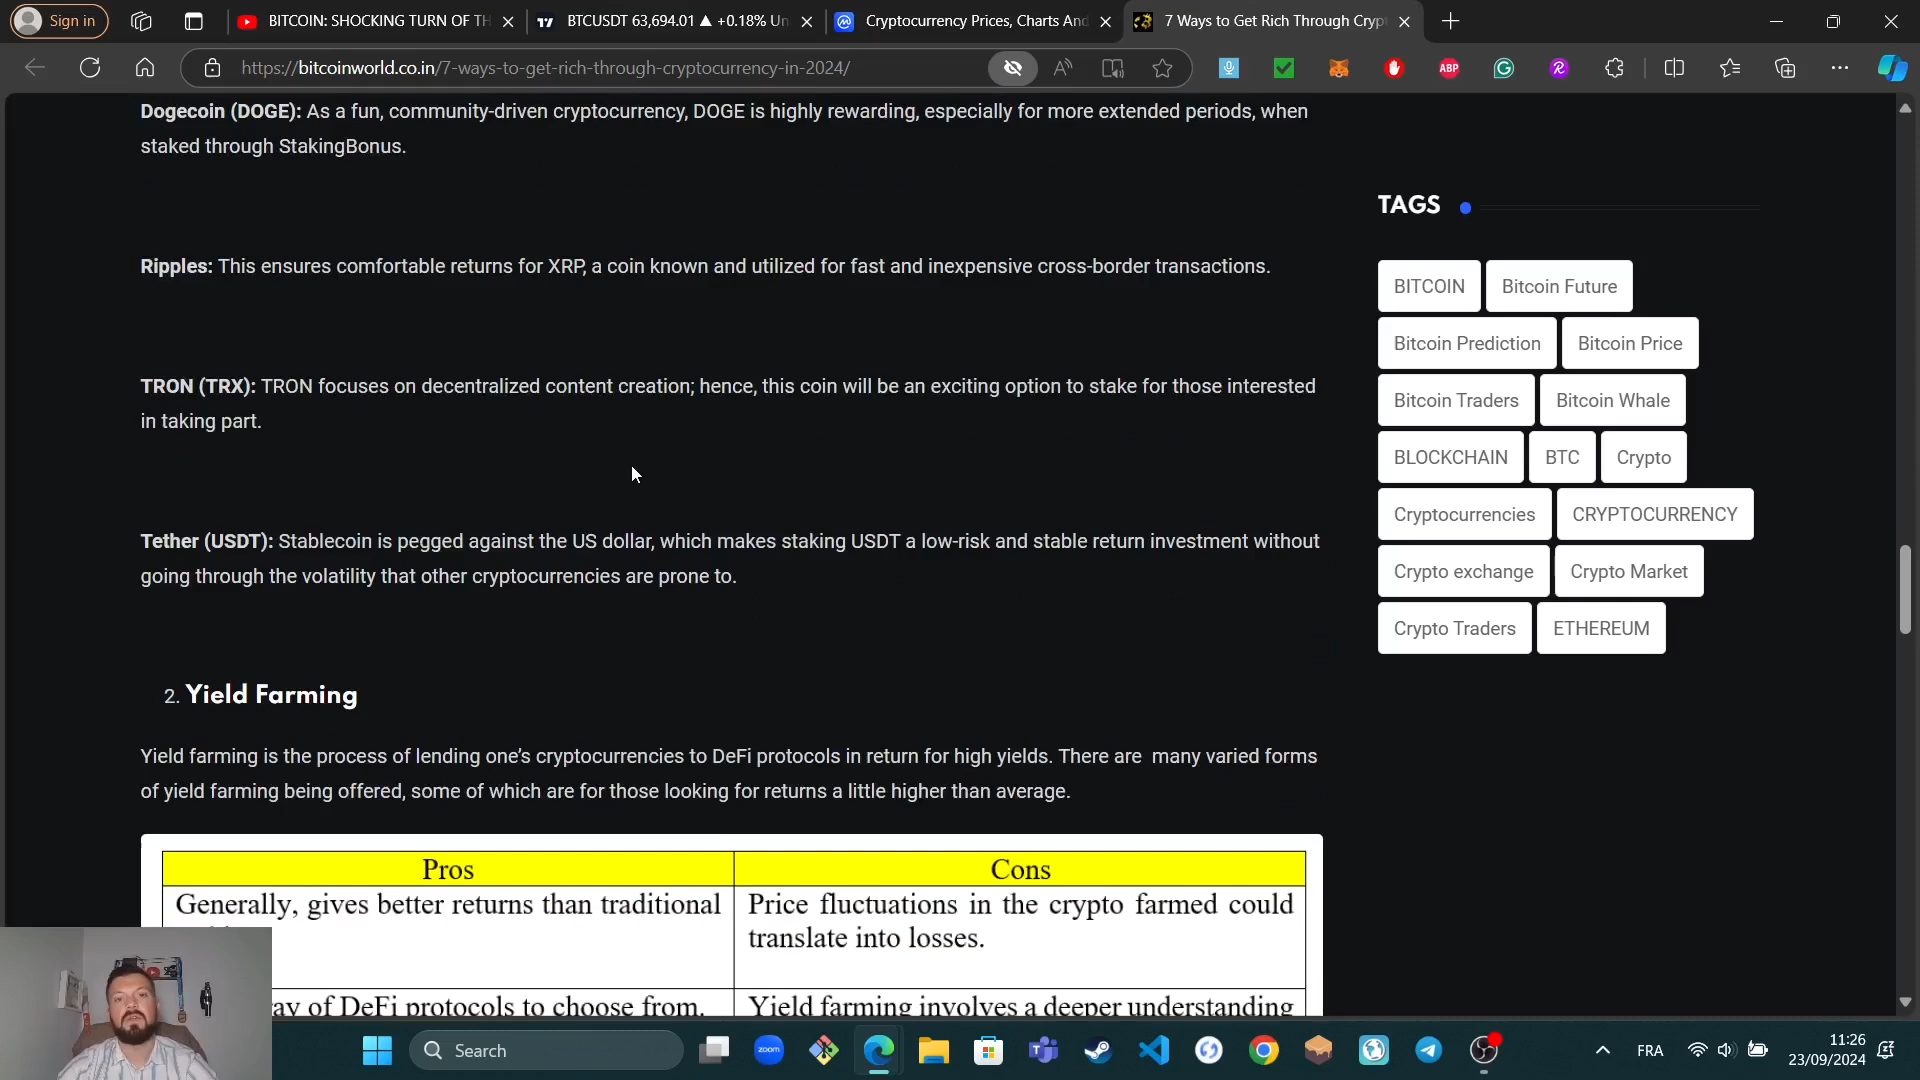 Sign in
BITCOIN: SHOCKING TURN OF TH
BTCUSDT 63,694.01 ▲ +0.18% Un
Cryptocurrency Prices, Charts And
7 Ways to Get Rich Through Crypt
https://bitcoinworld.co.in/7-ways-to-get-rich-through-cryptocurrency-in-2024/
ABP
Dogecoin (DOGE): As a fun, community-driven cryptocurrency, DOGE is highly rewarding, especially for more extended periods, when
staked through StakingBonus.
Ripples: This ensures comfortable returns for XRP, a coin known and utilized for fast and inexpensive cross-border transactions.
TRON (TRX): TRON focuses on decentralized content creation; hence, this coin will be an exciting option to stake for those interested
in taking part.
Tether (USDT): Stablecoin is pegged against the US dollar, which makes staking USDT a low-risk and stable return investment without
going through the volatility that other cryptocurrencies are prone to.
2. Yield Farming
Yield farming is the process of lending one’s cryptocurrencies to DeFi protocols in return for high yields. There are many varied forms
of yield farming being offered, some of which are for those looking for returns a little higher than average.
Pros
Cons
Generally, gives better returns than traditional
Price fluctuations in the crypto farmed could
translate into losses.
of DeFi protocols to choose from.
Yield farming involves a deeper understanding
TAGS
BITCOIN
Bitcoin Future
Bitcoin Prediction
Bitcoin Price
Bitcoin Traders
Bitcoin Whale
BLOCKCHAIN
BTC
Crypto
Cryptocurrencies
CRYPTOCURRENCY
Crypto exchange
Crypto Market
Crypto Traders
ETHEREUM
Search
zoom
FRA
11:26
23/09/2024